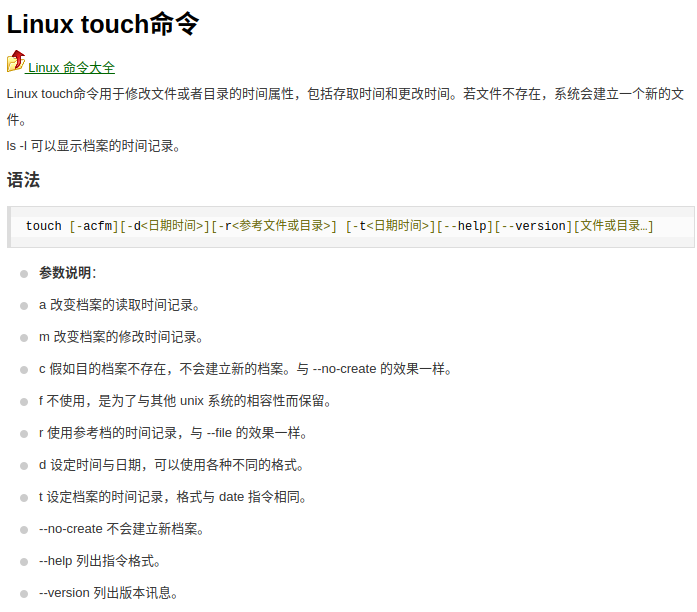 Linux touch命令
Linux 命令大全
Linux touch命令用于修改文件或者目录的时间属性，包括存取时间和更改时间。若文件不存在，系统会建立一个新的文
件。
ls -l 可以显示档案的时间记录。
语法
touch [-acfm][-d<日期时间>][-r<参考文件或目录>] [-t<日期时间>][--help][--version][文件或目录…]
参数说明：
a 改变档案的读取时间记录。
m 改变档案的修改时间记录。
c 假如目的档案不存在，不会建立新的档案。与 --no-create 的效果一样。
f 不使用，是为了与其他 unix 系统的相容性而保留。
r 使用参考档的时间记录，与 --file 的效果一样。
d 设定时间与日期，可以使用各种不同的格式。
t 设定档案的时间记录，格式与 date 指令相同。
--no-create 不会建立新档案。
--help 列出指令格式。
--version 列出版本讯息。